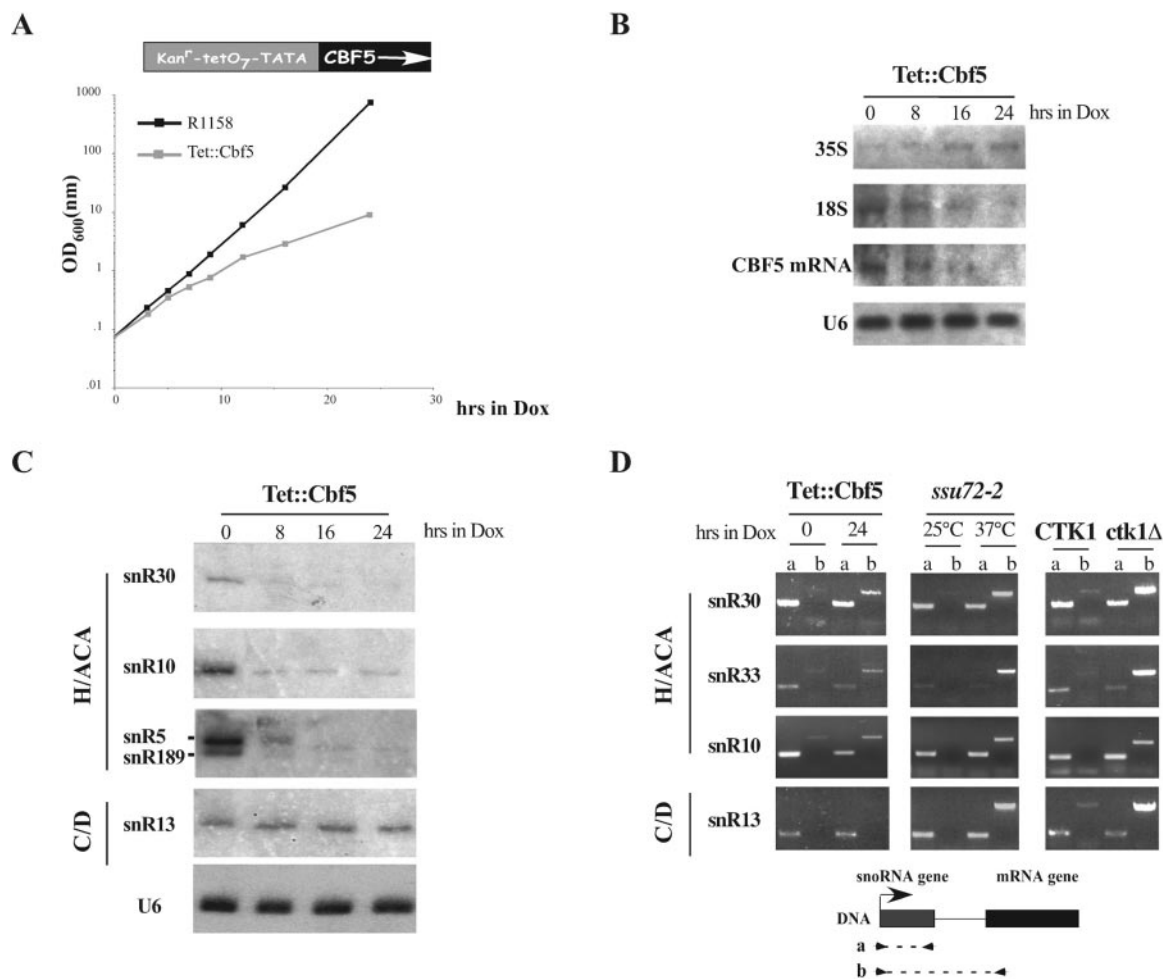 A
Kanʳ-tetO₇-TATA CBF5
1000
100
10
1
.1
.01
OD₆₀₀(nm)
R1158
Tet::Cbf5
0 10 20 30
hrs in Dox
B
Tet::Cbf5
0 8 16 24 hrs in Dox
35S
18S
CBF5 mRNA
U6
C
Tet::Cbf5
0 8 16 24 hrs in Dox
H/ACA
snR30
snR10
snR5
snR189
C/D
snR13
U6
D
Tet::Cbf5 ssu72-2
hrs in Dox 0 24 25°C 37°C CTK1 ctk1Δ
a b a b a b a b a b a b
H/ACA
snR30
snR33
snR10
C/D
snR13
snoRNA gene mRNA gene
DNA
a
b